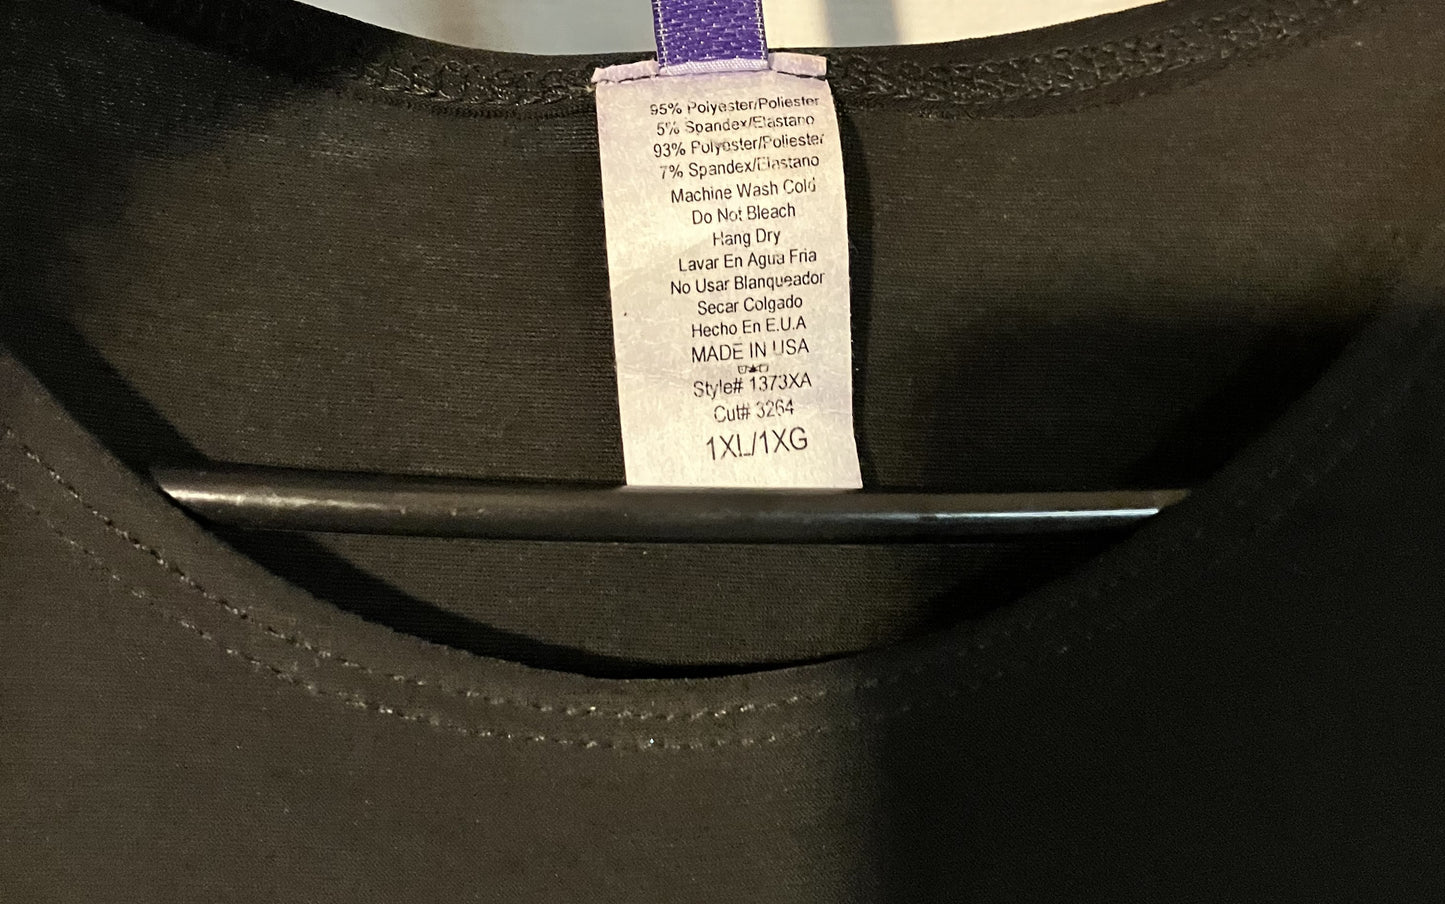 95% Polyester/Poliester
5% Spandex/Elastano
93% Polyester/Poliester
7% Spandex/Elastano
Machine Wash Cold
Do Not Bleach
Hang Dry
Lavar En Agua Fria
No Usar Blanqueador
Secar Colgado
Hecho En E.U.A
MADE IN USA
Style# 1373XA
Cut# 3264
1XL/1XG